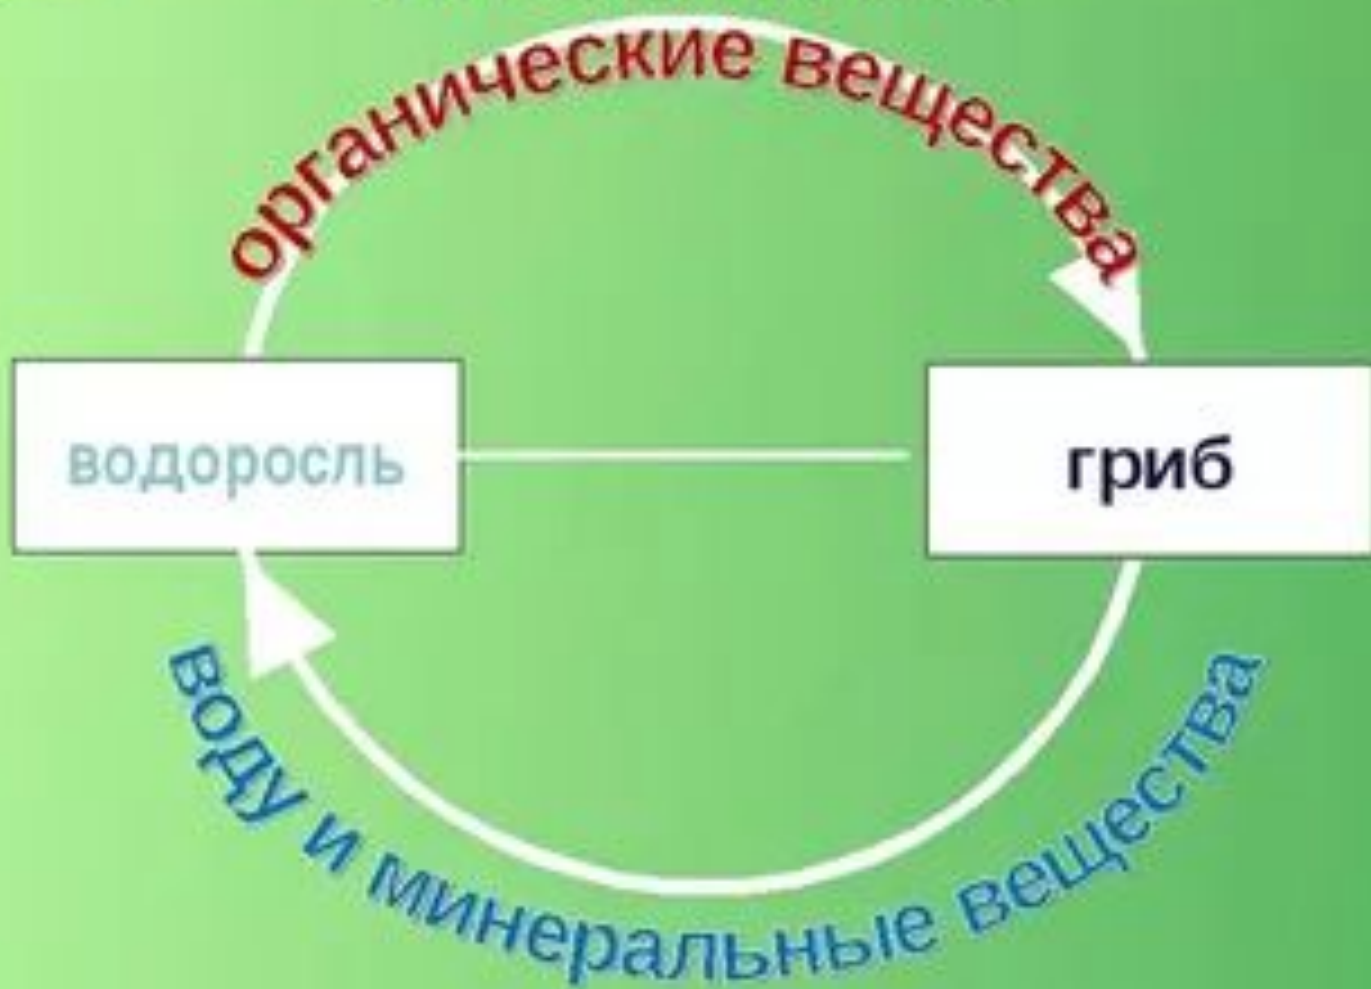 органические вещества
водоросль
гриб
воду и минеральные вещества